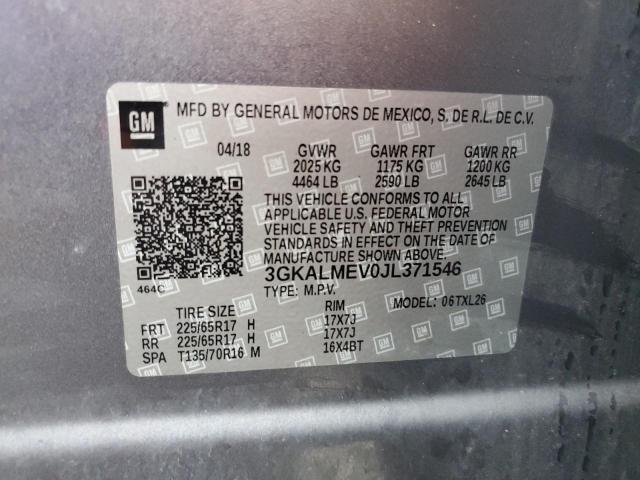 GM MFD BY GENERAL MOTORS DE MEXICO, S. DE R.L. DE C.V.
04/18 GVWR GAWR FRT GAWR RR
2025 KG 1175 KG 1200 KG
4464 LB 2590 LB 2645 LB
THIS VEHICLE CONFORMS TO ALL
APPLICABLE U.S. FEDERAL MOTOR
VEHICLE SAFETY AND THEFT PREVENTION
STANDARDS IN EFFECT ON THE DATE OF
MANUFACTURE SHOWN ABOVE.
464C 3GKALMEV0JL371546
TYPE: M.P.V. MODEL: 06TXL26
TIRE SIZE RIM
FRT 225/65R17 H 17X7J
RR 225/65R17 H 17X7J
SPA T135/70R16 M 16X4BT